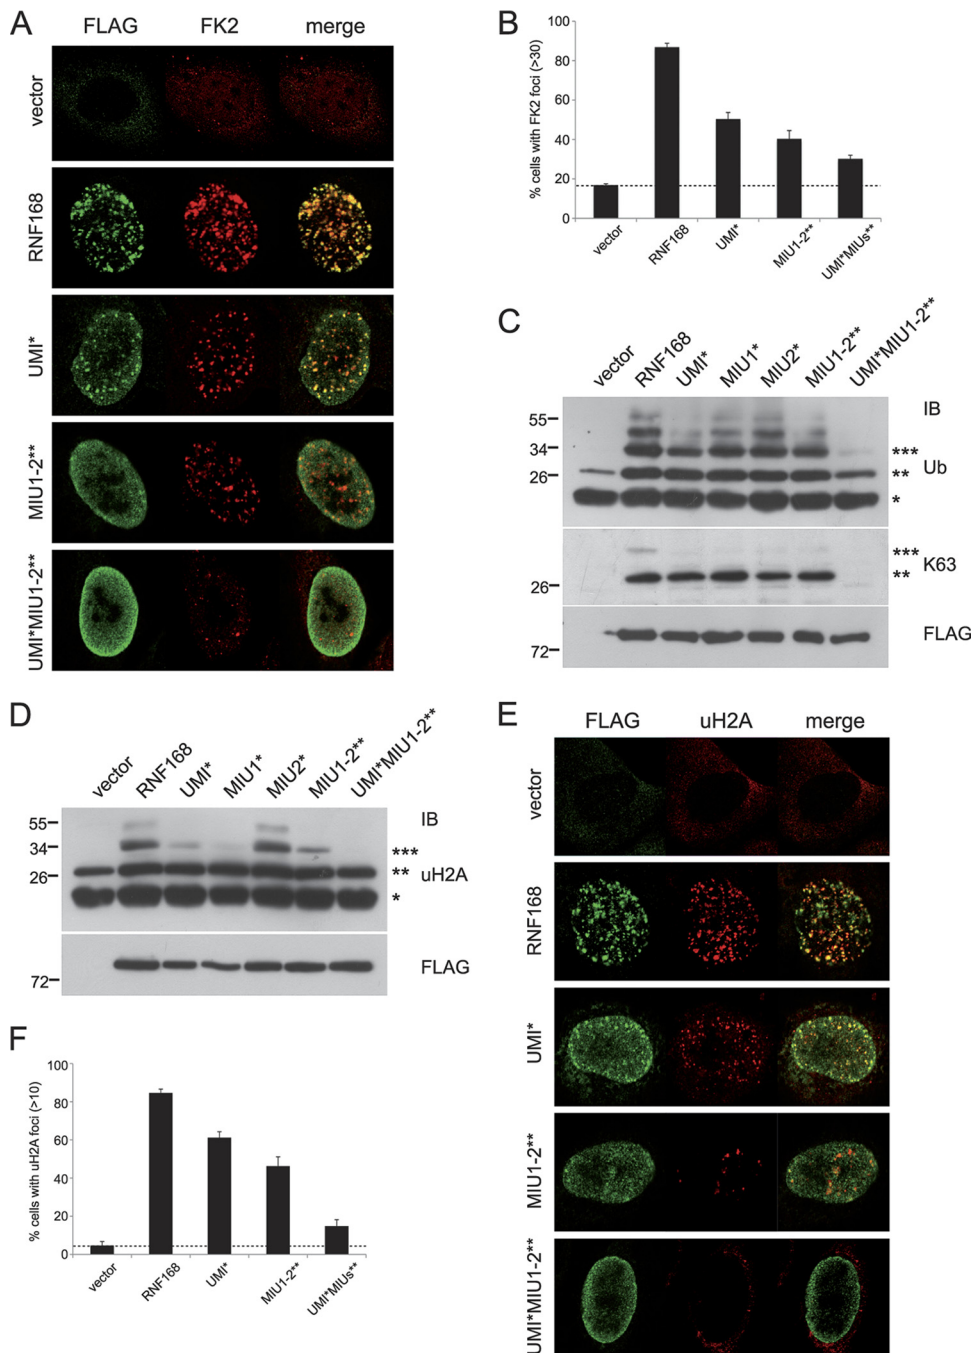 A
FLAG FK2 merge
vector
RNF168
UMI*
MIU1-2**
UMI*MIU1-2**
B
% cells with FK2 foci (>30)
100
80
60
40
20
0
vector RNF168 UMI* MIU1-2** UMI*MIUs**
C
vector RNF168 UMI* MIU1* MIU2* MIU1-2** UMI*MIU1-2**
IB
55
34 ***
26 ** Ub
*
***
26 ** K63
FLAG
72
D
vector RNF168 UMI* MIU1* MIU2* MIU1-2** UMI*MIU1-2**
IB
55
34 ***
26 ** uH2A
*
FLAG
72
E
FLAG uH2A merge
vector
RNF168
UMI*
MIU1-2**
UMI*MIU1-2**
F
% cells with uH2A foci (>10)
100
80
60
40
20
0
vector RNF168 UMI* MIU1-2** UMI*MIUs**